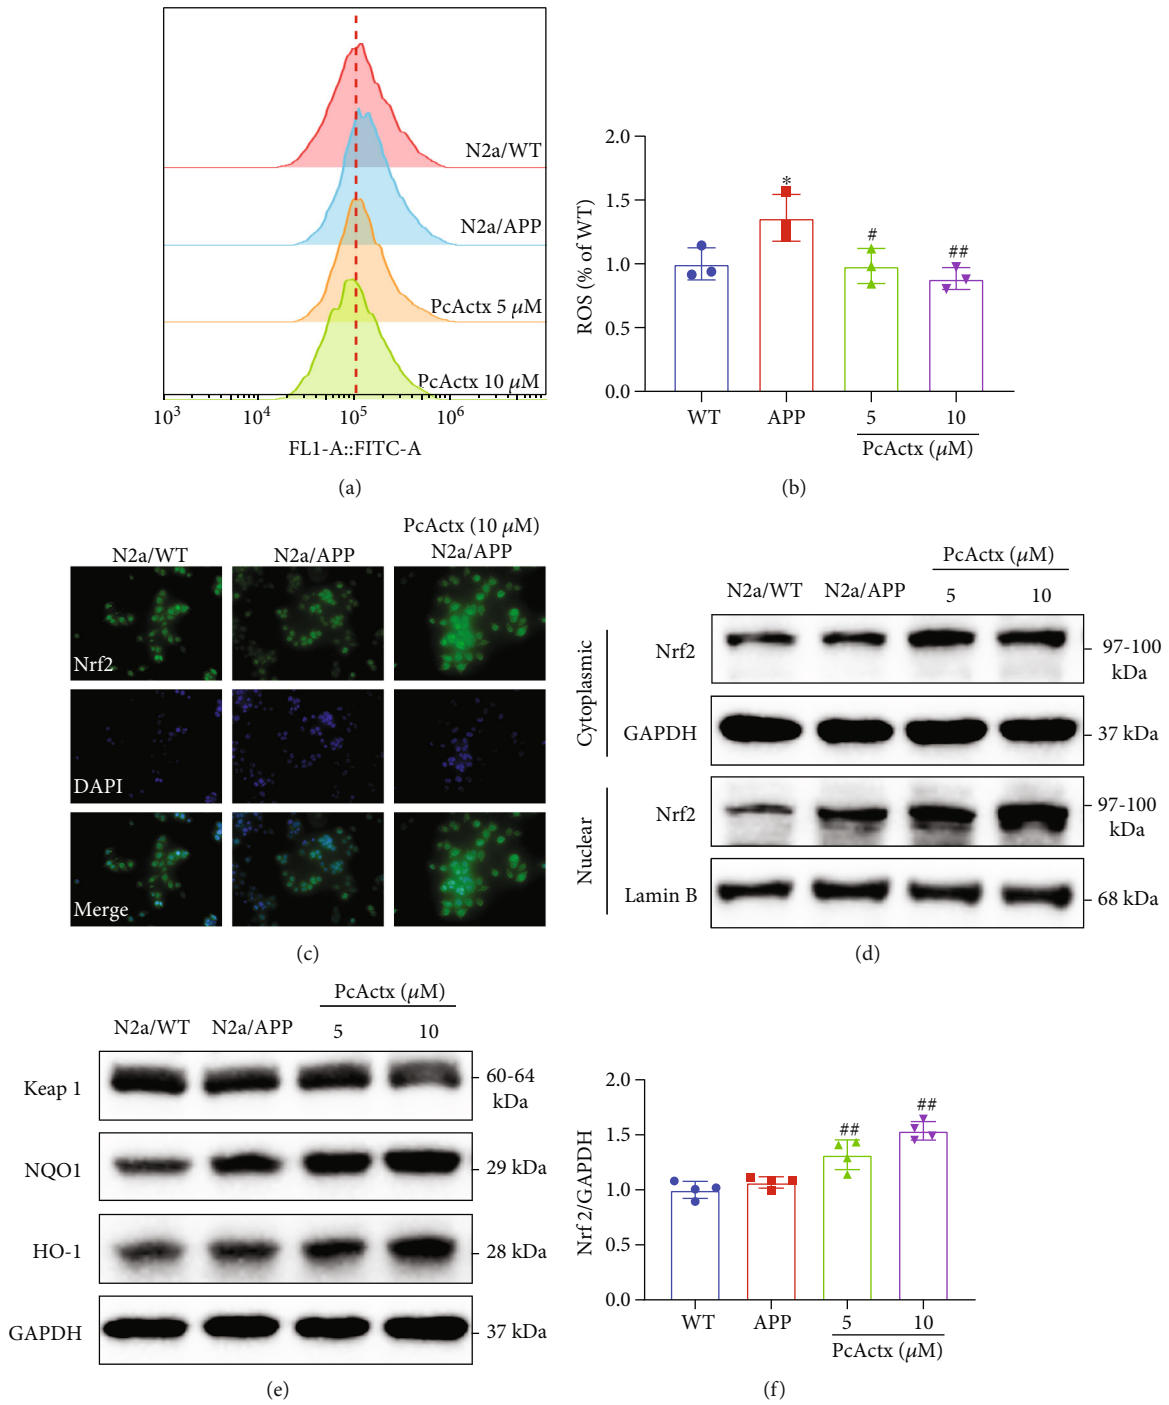 N2a/WT
N2a/APP
PcActx 5 μM
PcActx 10 μM
10³ 10⁴ 10⁵ 10⁶
FL1-A::FITC-A
(a)
2.0
1.5
1.0
0.5
0.0
ROS (% of WT)
*
#
##
WT APP 5 10
PcActx (μM)
(b)
PcActx (10 μM)
N2a/WT N2a/APP N2a/APP
Nrf2
DAPI
Merge
(c)
PcActx (μM)
N2a/WT N2a/APP 5 10
Cytoplasmic
Nrf2 97-100
kDa
GAPDH 37 kDa
Nuclear
Nrf2 97-100
kDa
Lamin B 68 kDa
(d)
PcActx (μM)
N2a/WT N2a/APP 5 10
Keap 1 60-64
kDa
NQO1 29 kDa
HO-1 28 kDa
GAPDH 37 kDa
(e)
2.0
1.5
1.0
0.5
0.0
Nrf 2/GAPDH
##
##
WT APP 5 10
PcActx (μM)
(f)